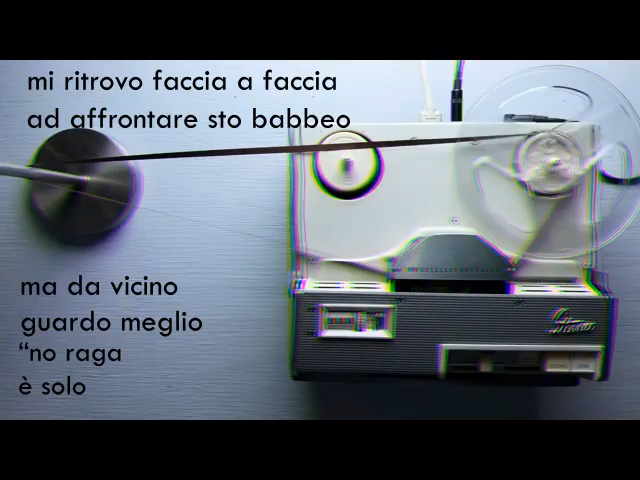 mi ritrovo faccia a faccia
ad affrontare sto babbeo
ma da vicino
guardo meglio
“no raga
è solo